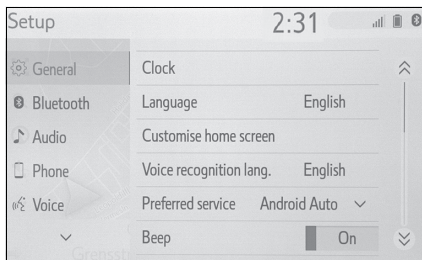 Setup 2:31
General
Bluetooth
Audio
Phone
Voice
Clock
Language English
Customise home screen
Voice recognition lang. English
Preferred service Android Auto
Beep On